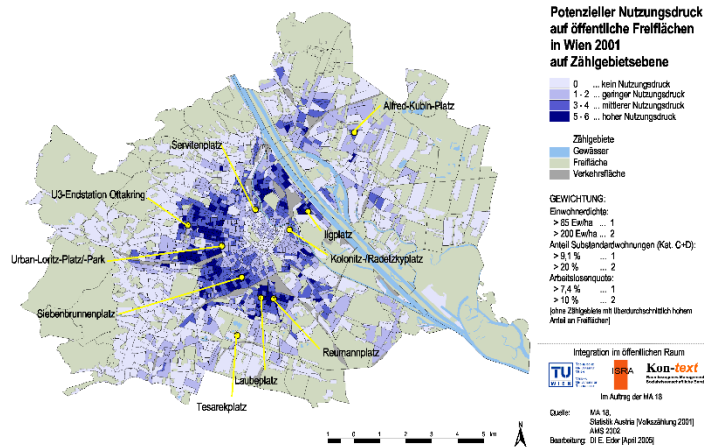 Potenzieller Nutzungsdruck
auf öffentliche Freiflächen
in Wien 2001
auf Zählgebietsebene
0 ... kein Nutzungsdruck
1 - 2 ... geringer Nutzungsdruck
3 - 4 ... mittlerer Nutzungsdruck
5 - 6 ... hoher Nutzungsdruck
Zählgebiete
Gewässer
Freifläche
Verkehrsfläche
GEWICHTUNG:
Einwohnerdichte:
> 85 Ew/ha ... 1
> 200 Ew/ha ... 2
Anteil Substandardwohnungen (Kat. C+D):
> 9,1 % ... 1
> 20 % ... 2
Arbeitslosenquote:
> 7,4 % ... 1
> 10 % ... 2
(ohne Zählgebiete mit überdurchschnittlich hohem
Anteil an Freiflächen)
Integration im öffentlichen Raum
TU
WIEN
ISRA
Kon-text
Im Auftrag der MA 18
Quelle: MA 18,
Statistik Austria (Volkszählung 2001)
AMS 2002
Bearbeitung: DI E. Eder (April 2005)
Alfred-Kubin-Platz
Servitenplatz
U3-Endstation Ottakring
Ilgplatz
Urban-Loritz-Platz/-Park
Kolonitz-/Radetzkyplatz
Siebenbrunnenplatz
Reumannplatz
Laubeplatz
Tesarekplatz
1 0 1 2 3 4 5 km
N